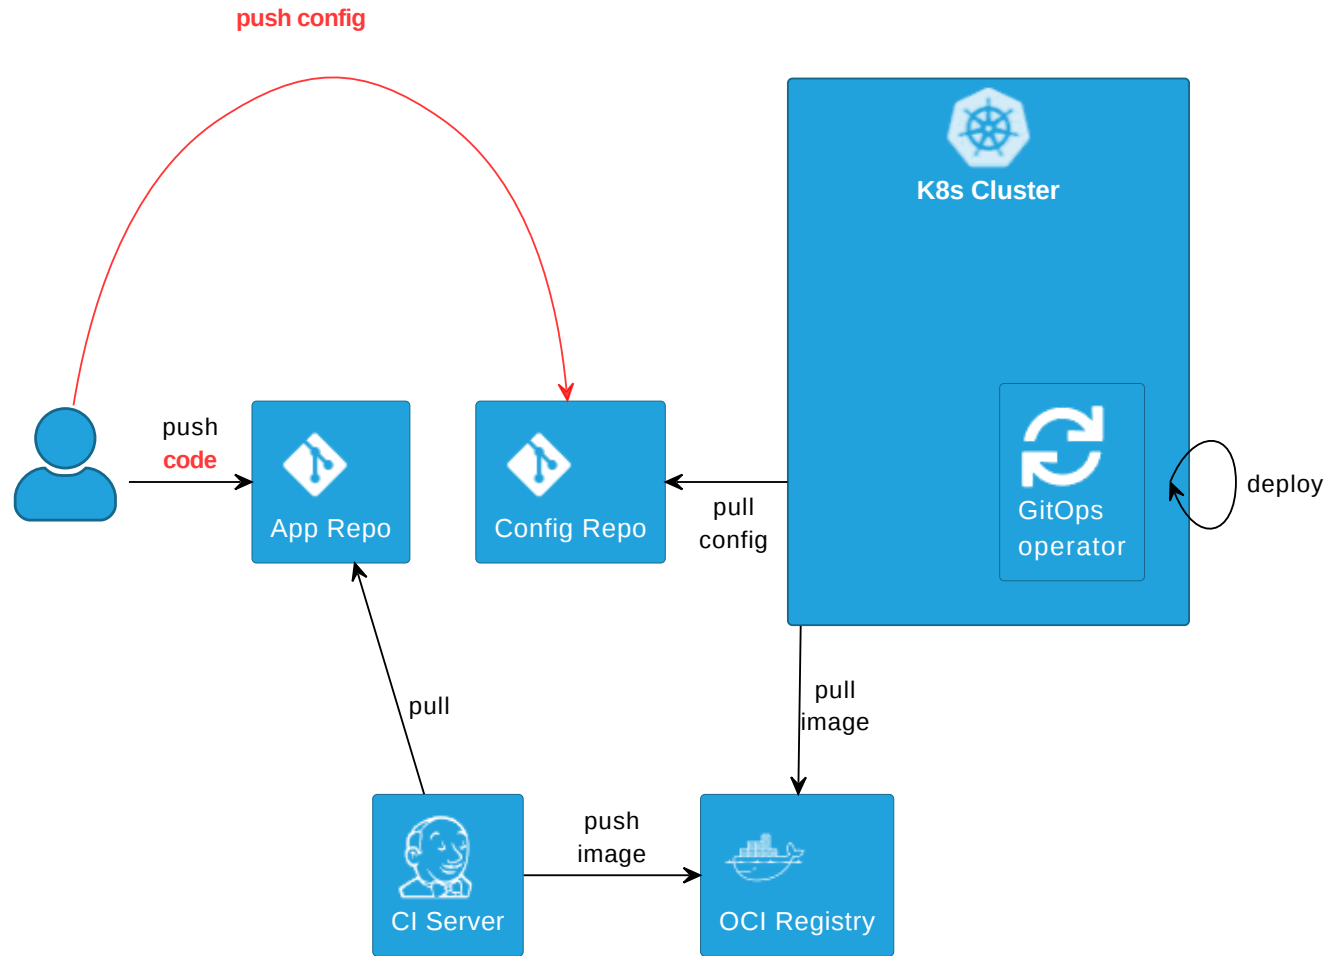 push config
K8s Cluster
push
code
App Repo
Config Repo
pull
config
GitOps
operator
deploy
pull
image
pull
push
image
CI Server
OCI Registry